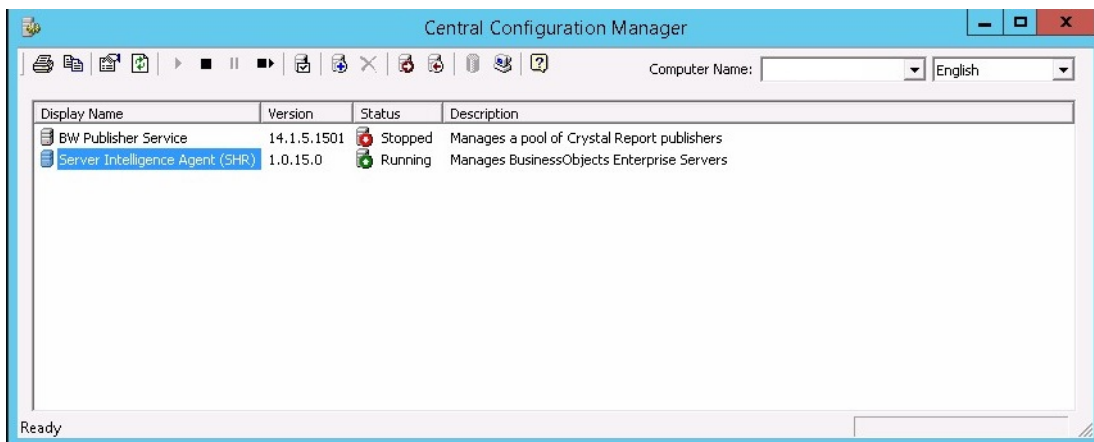 Central Configuration Manager
Computer Name: English
Display Name Version Status Description
BW Publisher Service 14.1.5.1501 Stopped Manages a pool of Crystal Report publishers
Server Intelligence Agent (SHR) 1.0.15.0 Running Manages BusinessObjects Enterprise Servers
Ready